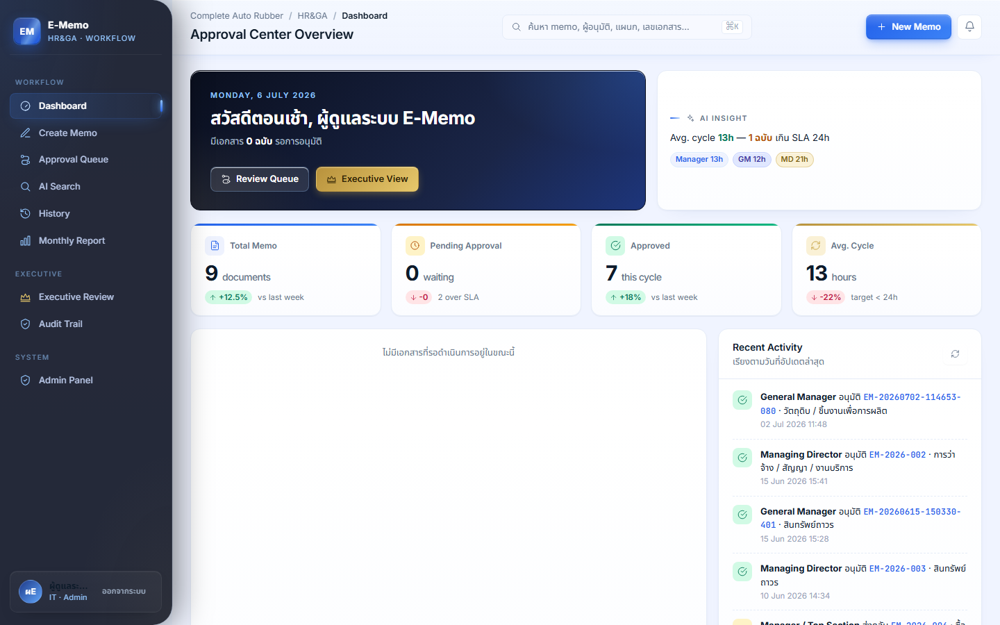 EM
E-Memo
HR&GA · WORKFLOW
WORKFLOW
Dashboard
Create Memo
Approval Queue
AI Search
History
Monthly Report
EXECUTIVE
Executive Review
Audit Trail
SYSTEM
Admin Panel
ผE
ผู้ดูแลระ...
IT · Admin
ออกจากระบบ
Complete Auto Rubber / HR&GA / Dashboard
Approval Center Overview
ค้นหา memo, ผู้อนุมัติ, แผนก, เลขเอกสาร...
⌘K
+ New Memo
MONDAY, 6 JULY 2026
สวัสดีตอนเช้า, ผู้ดูแลระบบ E-Memo
มีเอกสาร 0 ฉบับ รอการอนุมัติ
Review Queue
Executive View
AI INSIGHT
Avg. cycle 13h — 1 ฉบับ เกิน SLA 24h
Manager 13h GM 12h MD 21h
Total Memo
9 documents
↑ +12.5% vs last week
Pending Approval
0 waiting
↓ -0 2 over SLA
Approved
7 this cycle
↑ +18% vs last week
Avg. Cycle
13 hours
↓ -22% target < 24h
ไม่มีเอกสารที่รอดำเนินการอยู่ในขณะนี้
Recent Activity
เรียงตามวันที่อัปเดตล่าสุด
General Manager อนุมัติ EM-20260702-114653-
080 · วัตถุดิบ / ชิ้นงานเพื่อการผลิต
02 Jul 2026 11:48
Managing Director อนุมัติ EM-2026-002 · การว่า
จ้าง / สัญญา / งานบริการ
15 Jun 2026 15:41
General Manager อนุมัติ EM-20260615-150330-
401 · สินทรัพย์ถาวร
15 Jun 2026 15:28
Managing Director อนุมัติ EM-2026-003 · สินทรัพย์
ถาวร
10 Jun 2026 14:34
Manager / Top Section ส่งกลับ EM-2026-004 · ซื้อ